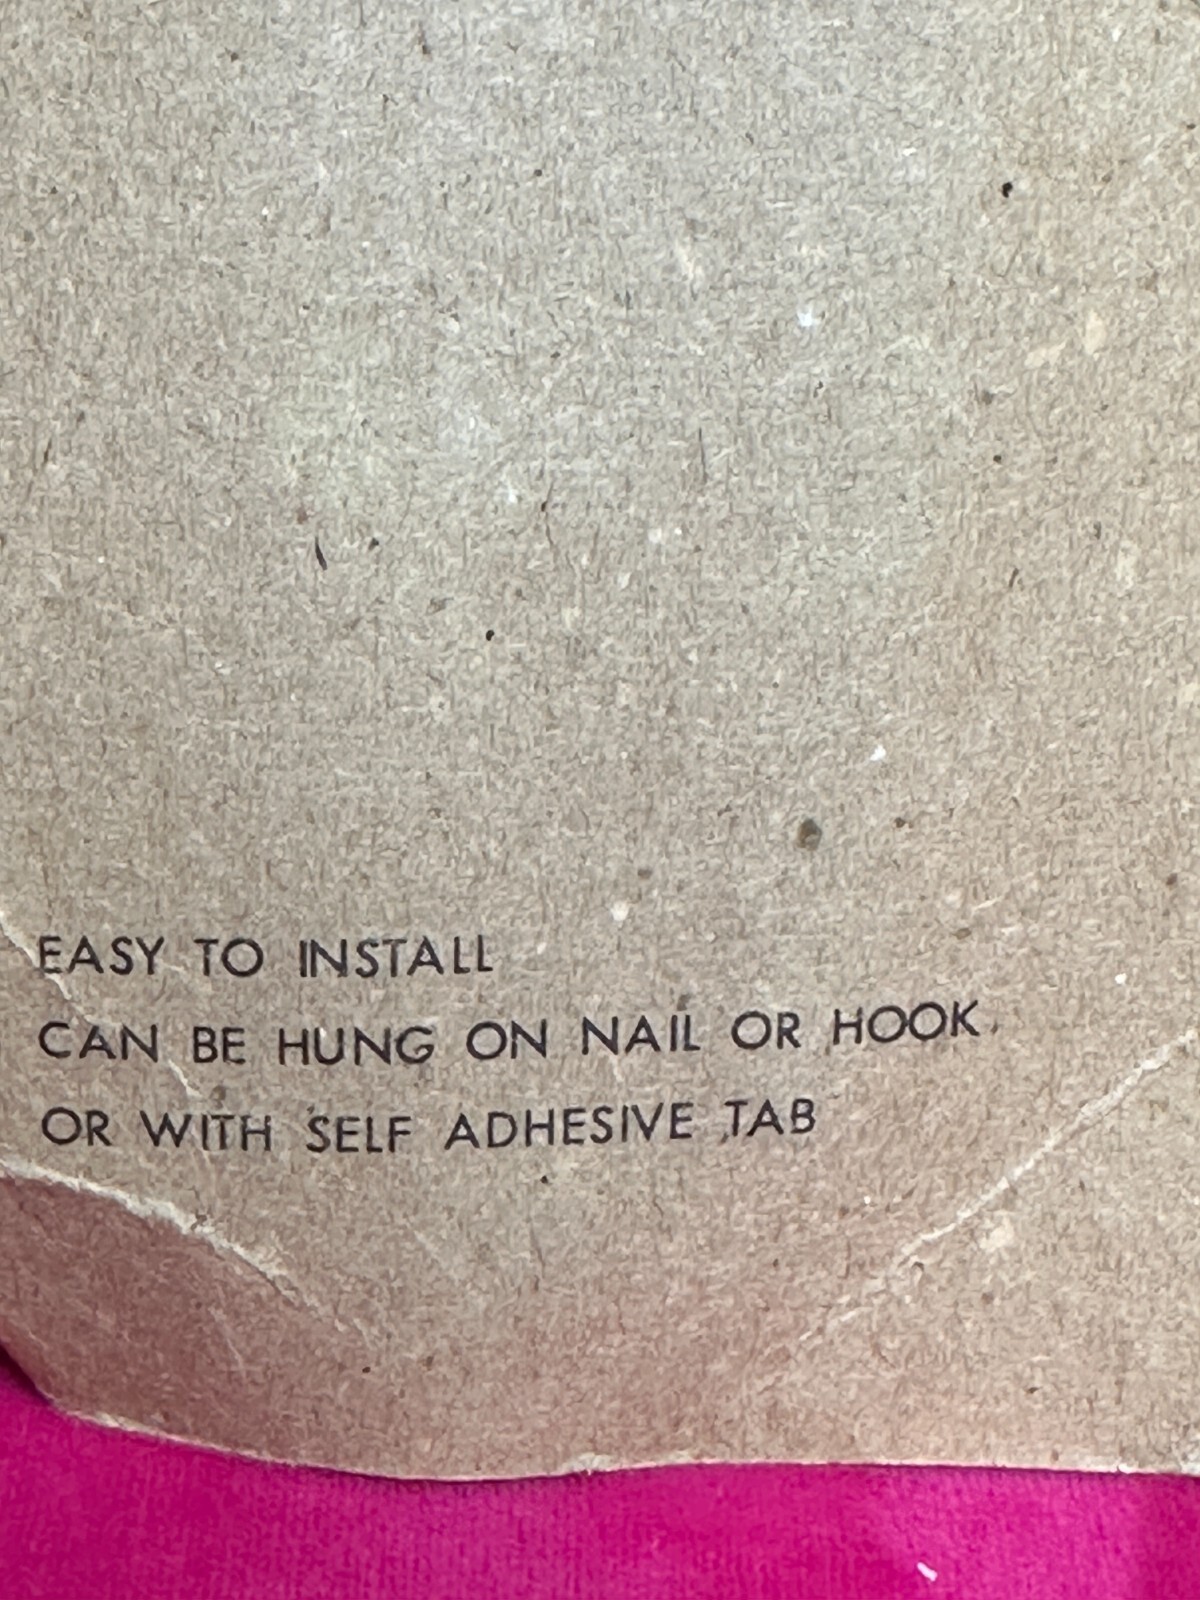 EASY TO INSTALL
CAN BE HUNG ON NAIL OR HOOK
OR WITH SELF ADHESIVE TAB